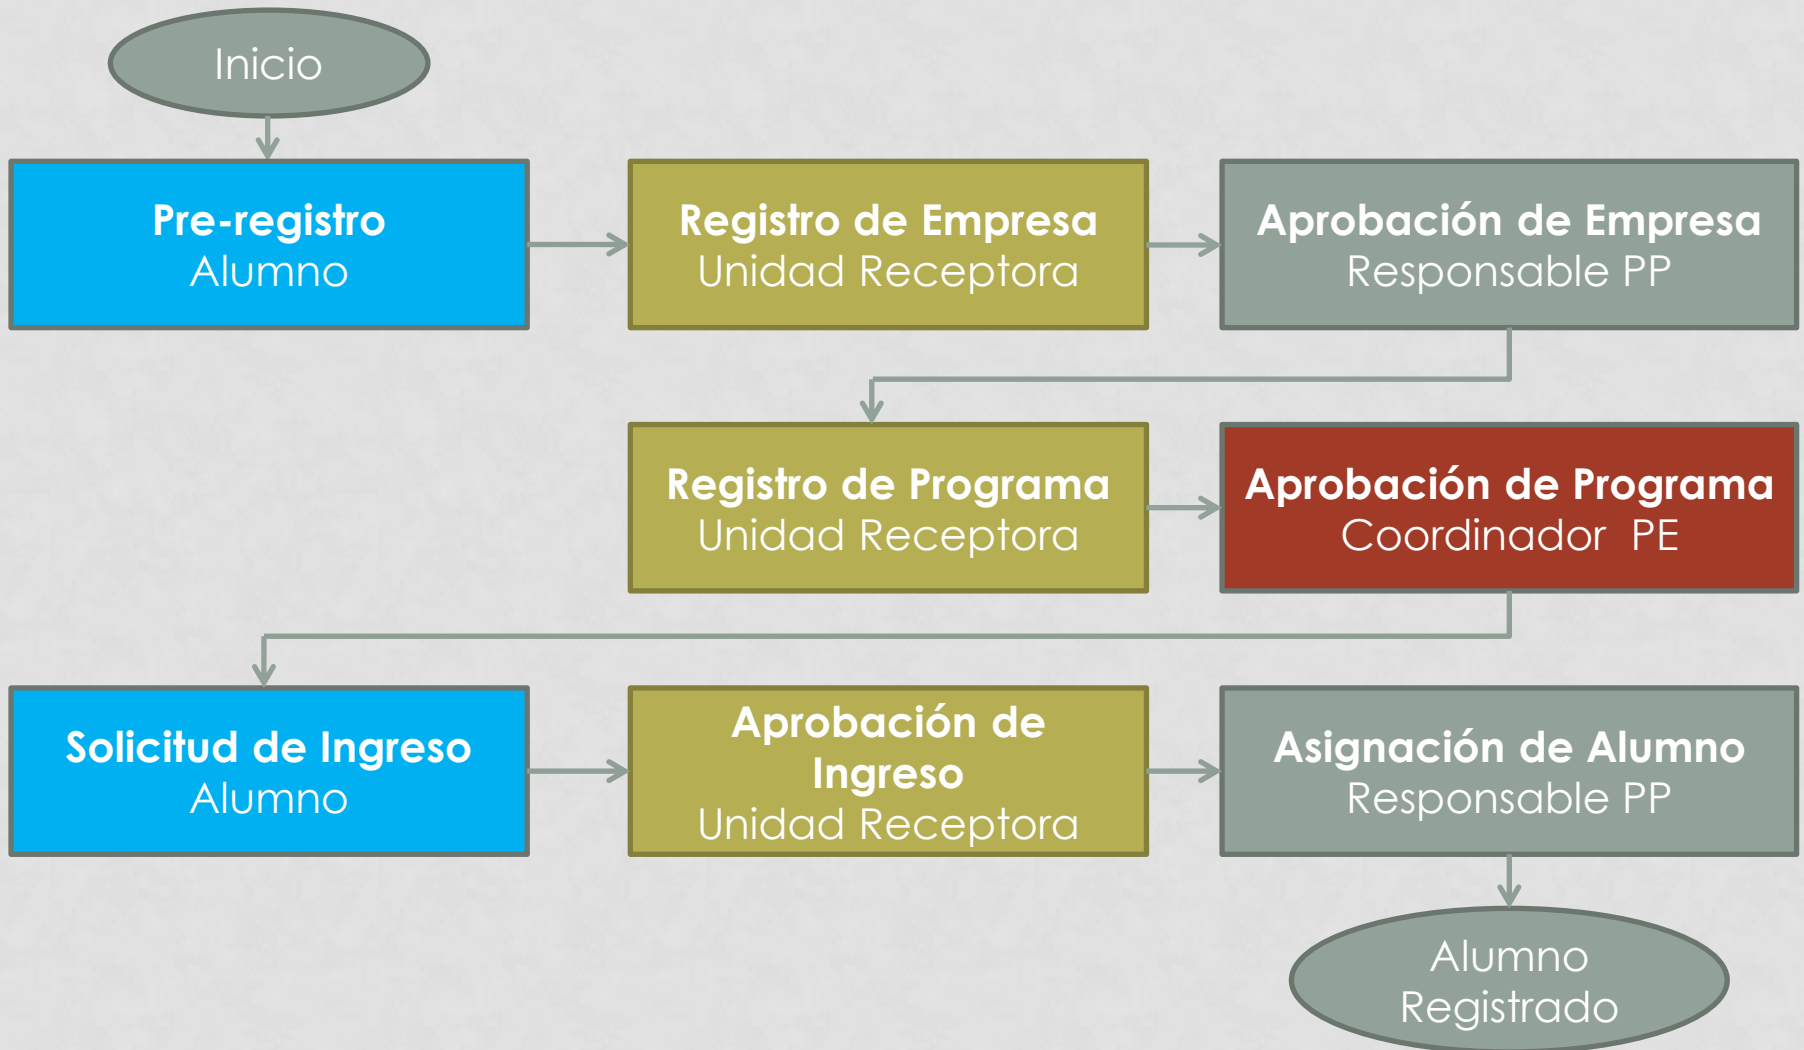 Inicio
Pre-registro
Alumno
Registro de Empresa
Unidad Receptora
Aprobación de Empresa
Responsable PP
Registro de Programa
Unidad Receptora
Aprobación de Programa
Coordinador PE
Solicitud de Ingreso
Alumno
Aprobación de
Ingreso
Unidad Receptora
Asignación de Alumno
Responsable PP
Alumno
Registrado